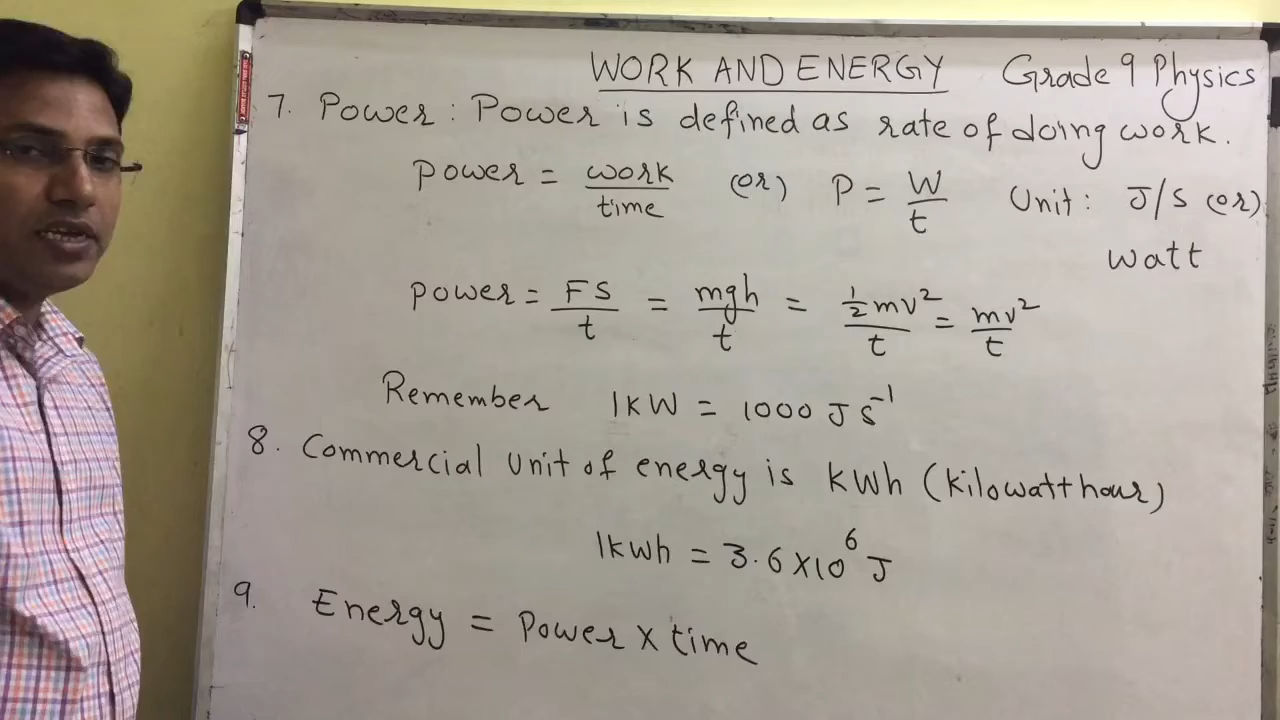 WORK AND ENERGY Grade 9 Physics
7. Power : Power is defined as rate of doing work.
Power = work/time (or) P = W/t Unit: J/S (or)
watt
Power = FS/t = mgh/t = ½mv²/t = mv²/t
Remember 1kW = 1000 J S⁻¹
8. Commercial unit of energy is kWh (kilowatt hour)
1kwh = 3.6 X10⁶ J
9. Energy = Power X time